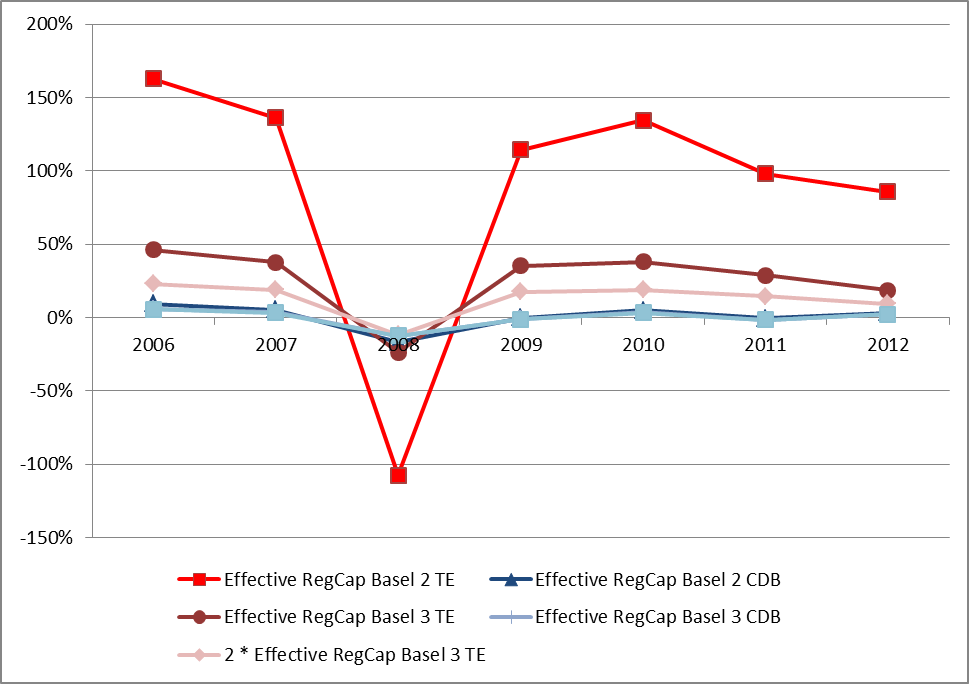 200%
150%
100%
50%
0%
-50%
-100%
-150%
2006 2007 2008 2009 2010 2011 2012
Effective RegCap Basel 2 TE Effective RegCap Basel 2 CDB
Effective RegCap Basel 3 TE Effective RegCap Basel 3 CDB
2 * Effective RegCap Basel 3 TE